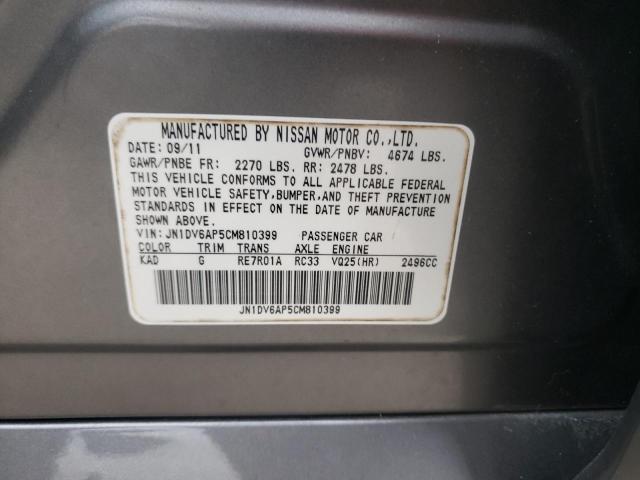 MANUFACTURED BY NISSAN MOTOR CO.,LTD.
DATE: 09/11 GVWR/PNBV: 4674 LBS.
GAWR/PNBE FR: 2270 LBS. RR: 2478 LBS.
THIS VEHICLE CONFORMS TO ALL APPLICABLE FEDERAL
MOTOR VEHICLE SAFETY,BUMPER,AND THEFT PREVENTION
STANDARDS IN EFFECT ON THE DATE OF MANUFACTURE
SHOWN ABOVE.
VIN: JN1DV6AP5CM810399 PASSENGER CAR
COLOR TRIM TRANS AXLE ENGINE
KAD G RE7R01A RC33 VQ25(HR) 2496CC
JN1DV6AP5CM810399